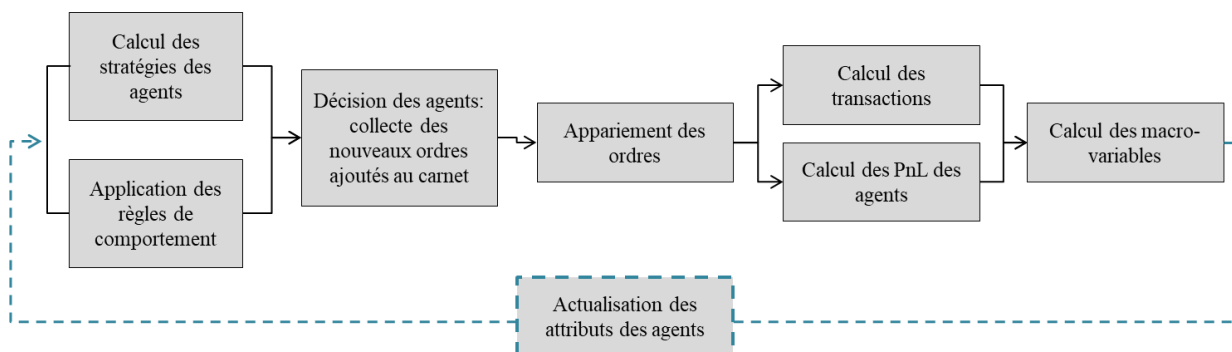 Calcul des
stratégies des
agents
Application des
règles de
comportement
Décision des agents:
collecte des
nouveaux ordres
ajoutés au carnet
Appariement des
ordres
Calcul des
transactions
Calcul des PnL des
agents
Calcul des macro-
variables
Actualisation des
attributs des agents